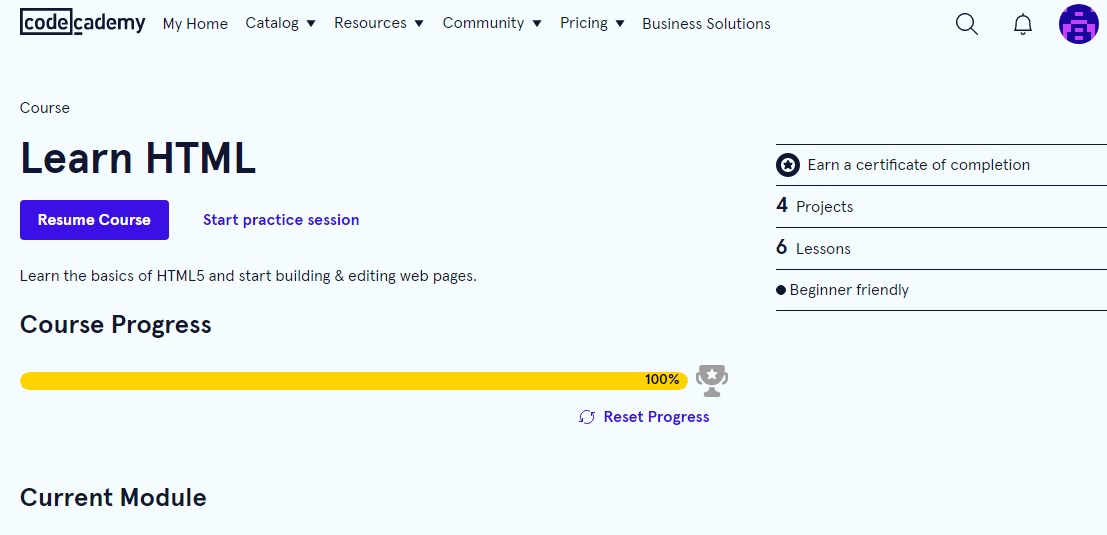 codecademy My Home Catalog Resources Community Pricing Business Solutions
Course
Learn HTML
Resume Course Start practice session
Learn the basics of HTML5 and start building & editing web pages.
Course Progress
100%
Reset Progress
Current Module
Earn a certificate of completion
4 Projects
6 Lessons
Beginner friendly